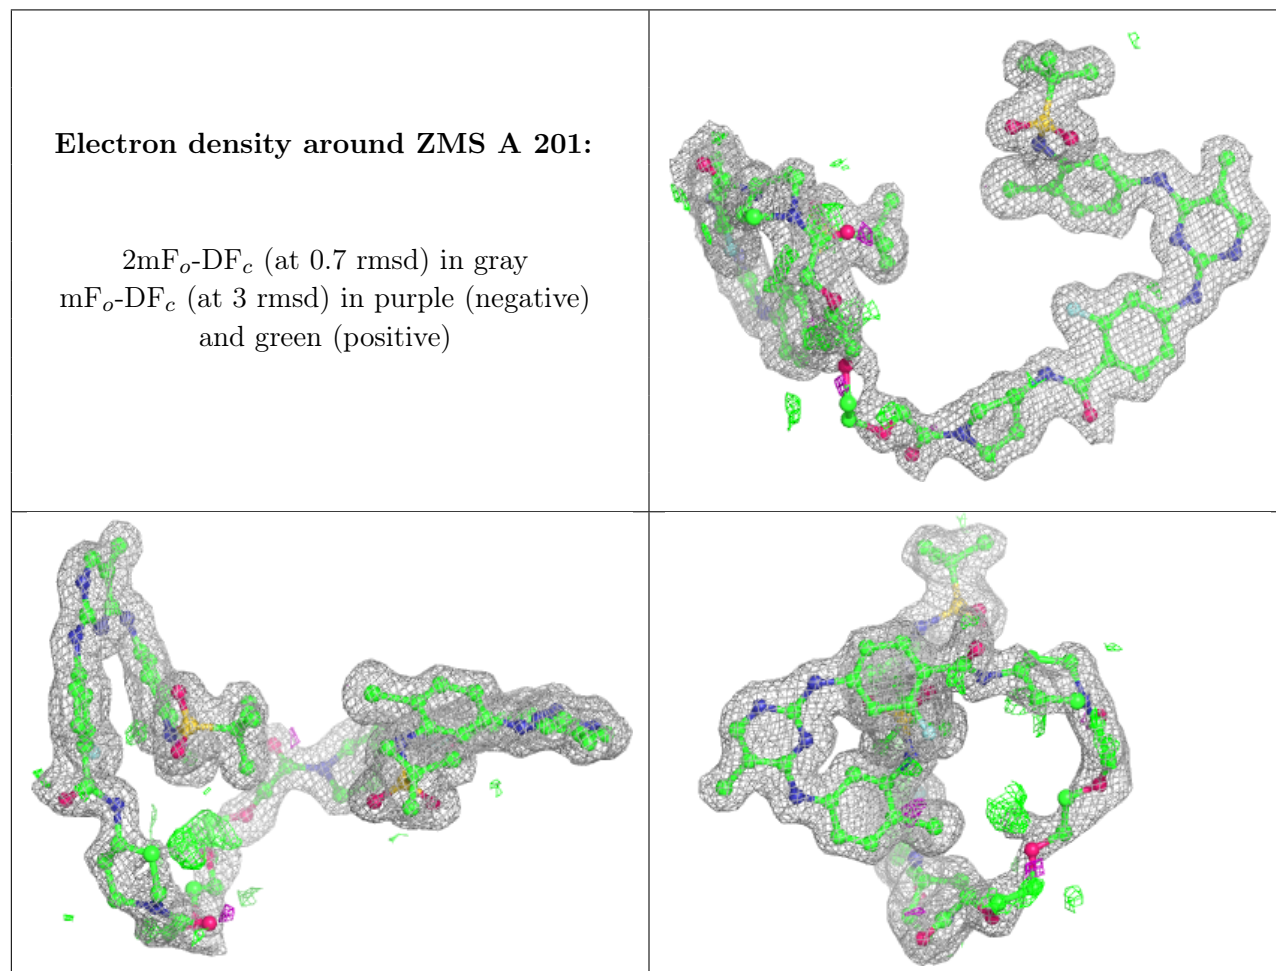 Electron density around ZMS A 201:
2mFo-DFc (at 0.7 rmsd) in gray
mFo-DFc (at 3 rmsd) in purple (negative)
and green (positive)